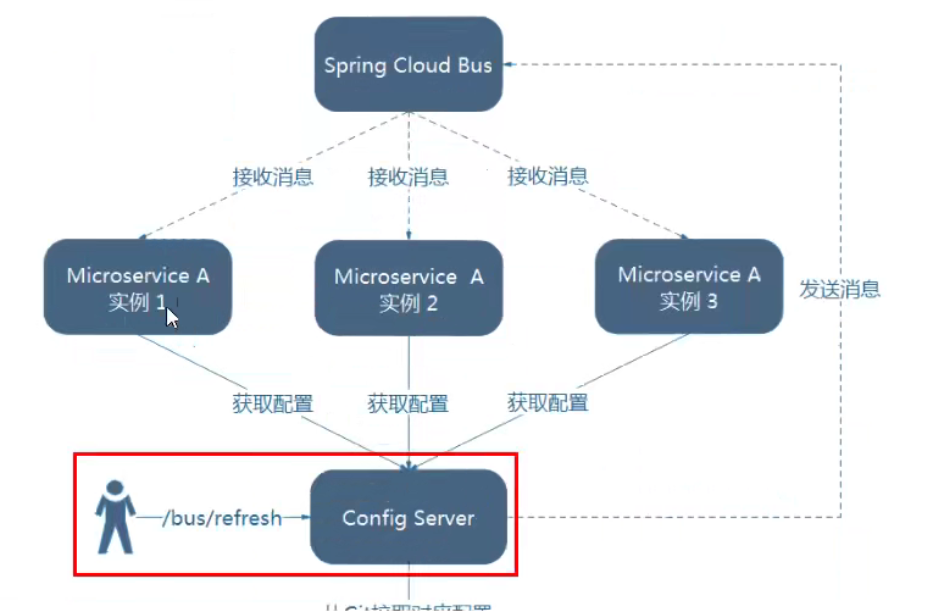 Spring Cloud Bus
接收消息
接收消息
接收消息
Microservice A
实例 1
Microservice A
实例 2
Microservice A
实例 3
发送消息
获取配置
获取配置
获取配置
/bus/refresh
Config Server